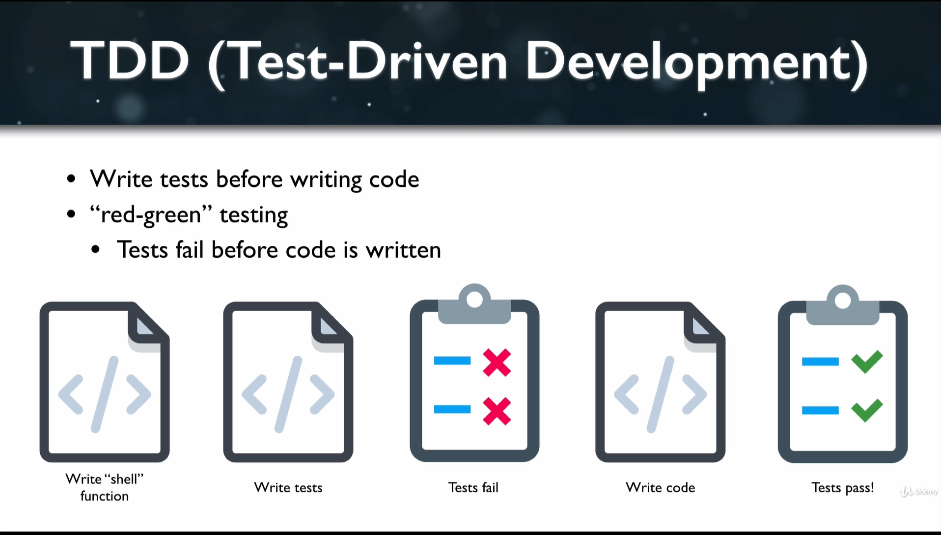 TDD (Test-Driven Development)
• Write tests before writing code
• “red-green” testing
• Tests fail before code is written
Write “shell”
function
Write tests
Tests fail
Write code
Tests pass!
Udemy